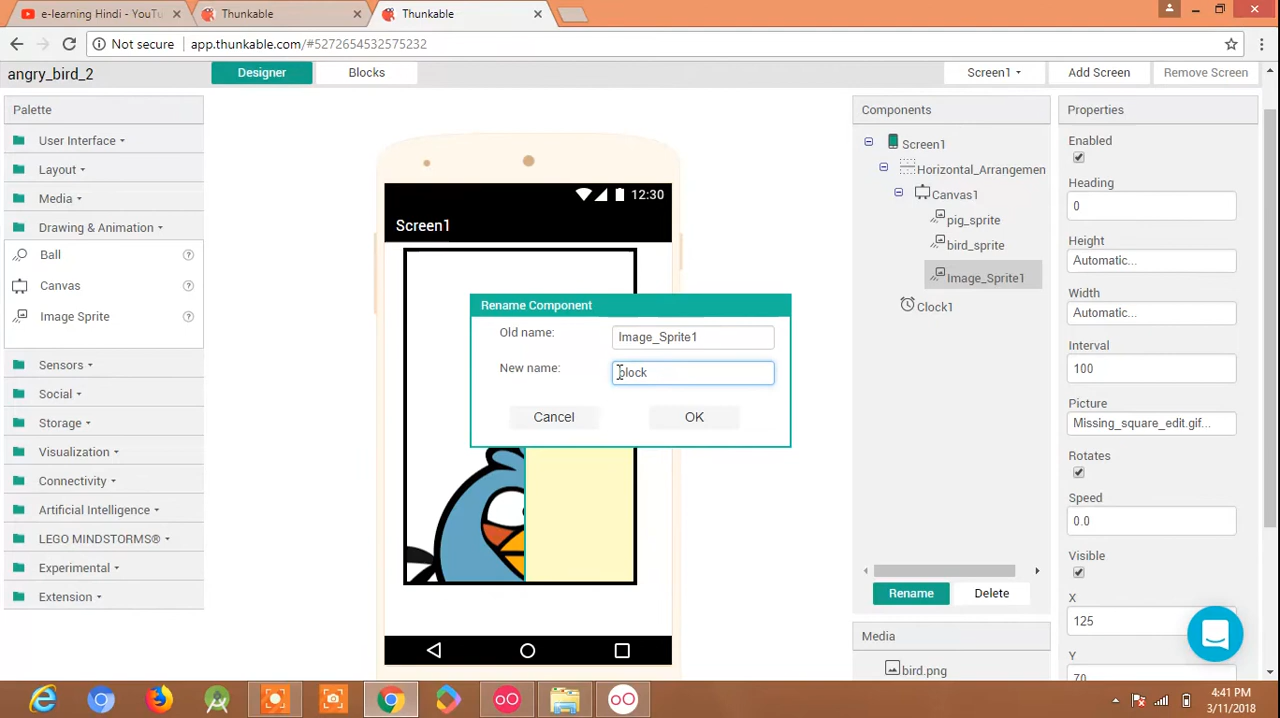 e-learning Hindi - YouTu
Thunkable
Thunkable
Not secure
app.thunkable.com/#5272654532575232
angry_bird_2
Designer
Blocks
Screen1
Add Screen
Remove Screen
Palette
User Interface
Layout
Media
Drawing & Animation
Ball
?
Canvas
?
Image Sprite
?
Sensors
Social
Storage
Visualization
Connectivity
Artificial Intelligence
LEGO MINDSTORMS®
Experimental
Extension
12:30
Screen1
Rename Component
Old name:
Image_Sprite1
New name:
block
Cancel
OK
Components
Screen1
Horizontal_Arrangemen
Canvas1
pig_sprite
bird_sprite
Image_Sprite1
Clock1
Rename
Delete
Media
bird.png
Properties
Enabled
Heading
0
Height
Automatic...
Width
Automatic...
Interval
100
Picture
Missing_square_edit.gif...
Rotates
Speed
0.0
Visible
X
125
Y
70
4:41 PM
3/11/2018